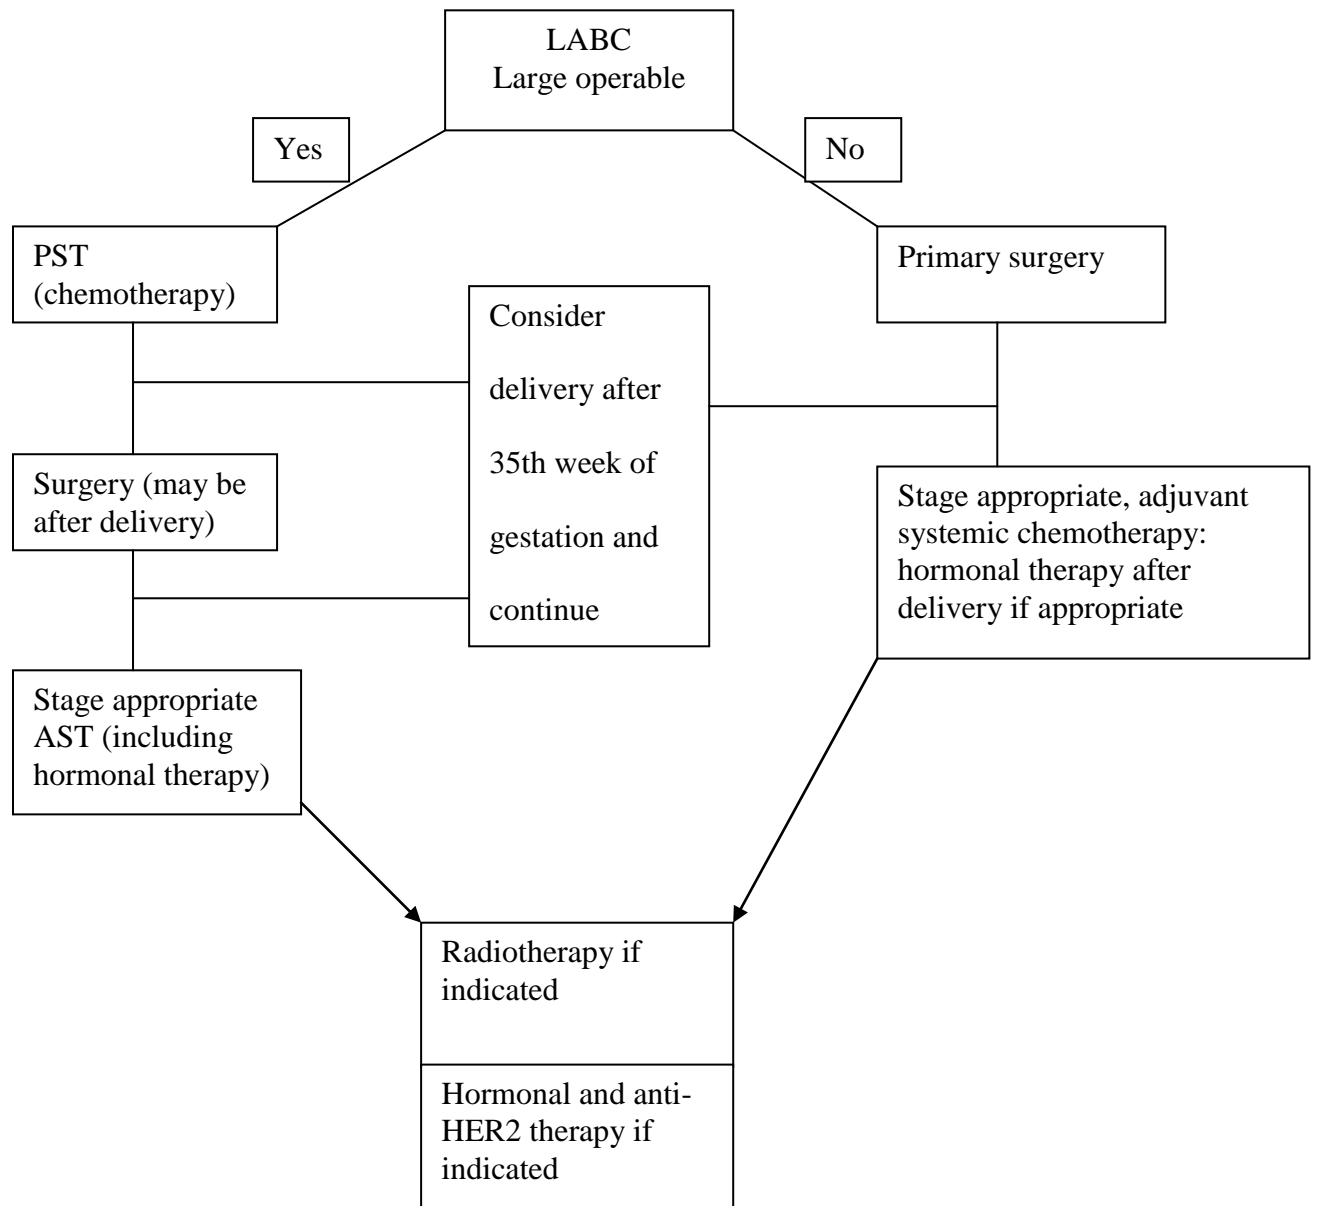 LABC
Large operable
Yes
No
PST
(chemotherapy)
Primary surgery
Consider
delivery after
35th week of
gestation and
continue
Surgery (may be
after delivery)
Stage appropriate, adjuvant
systemic chemotherapy:
hormonal therapy after
delivery if appropriate
Stage appropriate
AST (including
hormonal therapy)
Radiotherapy if
indicated
Hormonal and anti-
HER2 therapy if
indicated